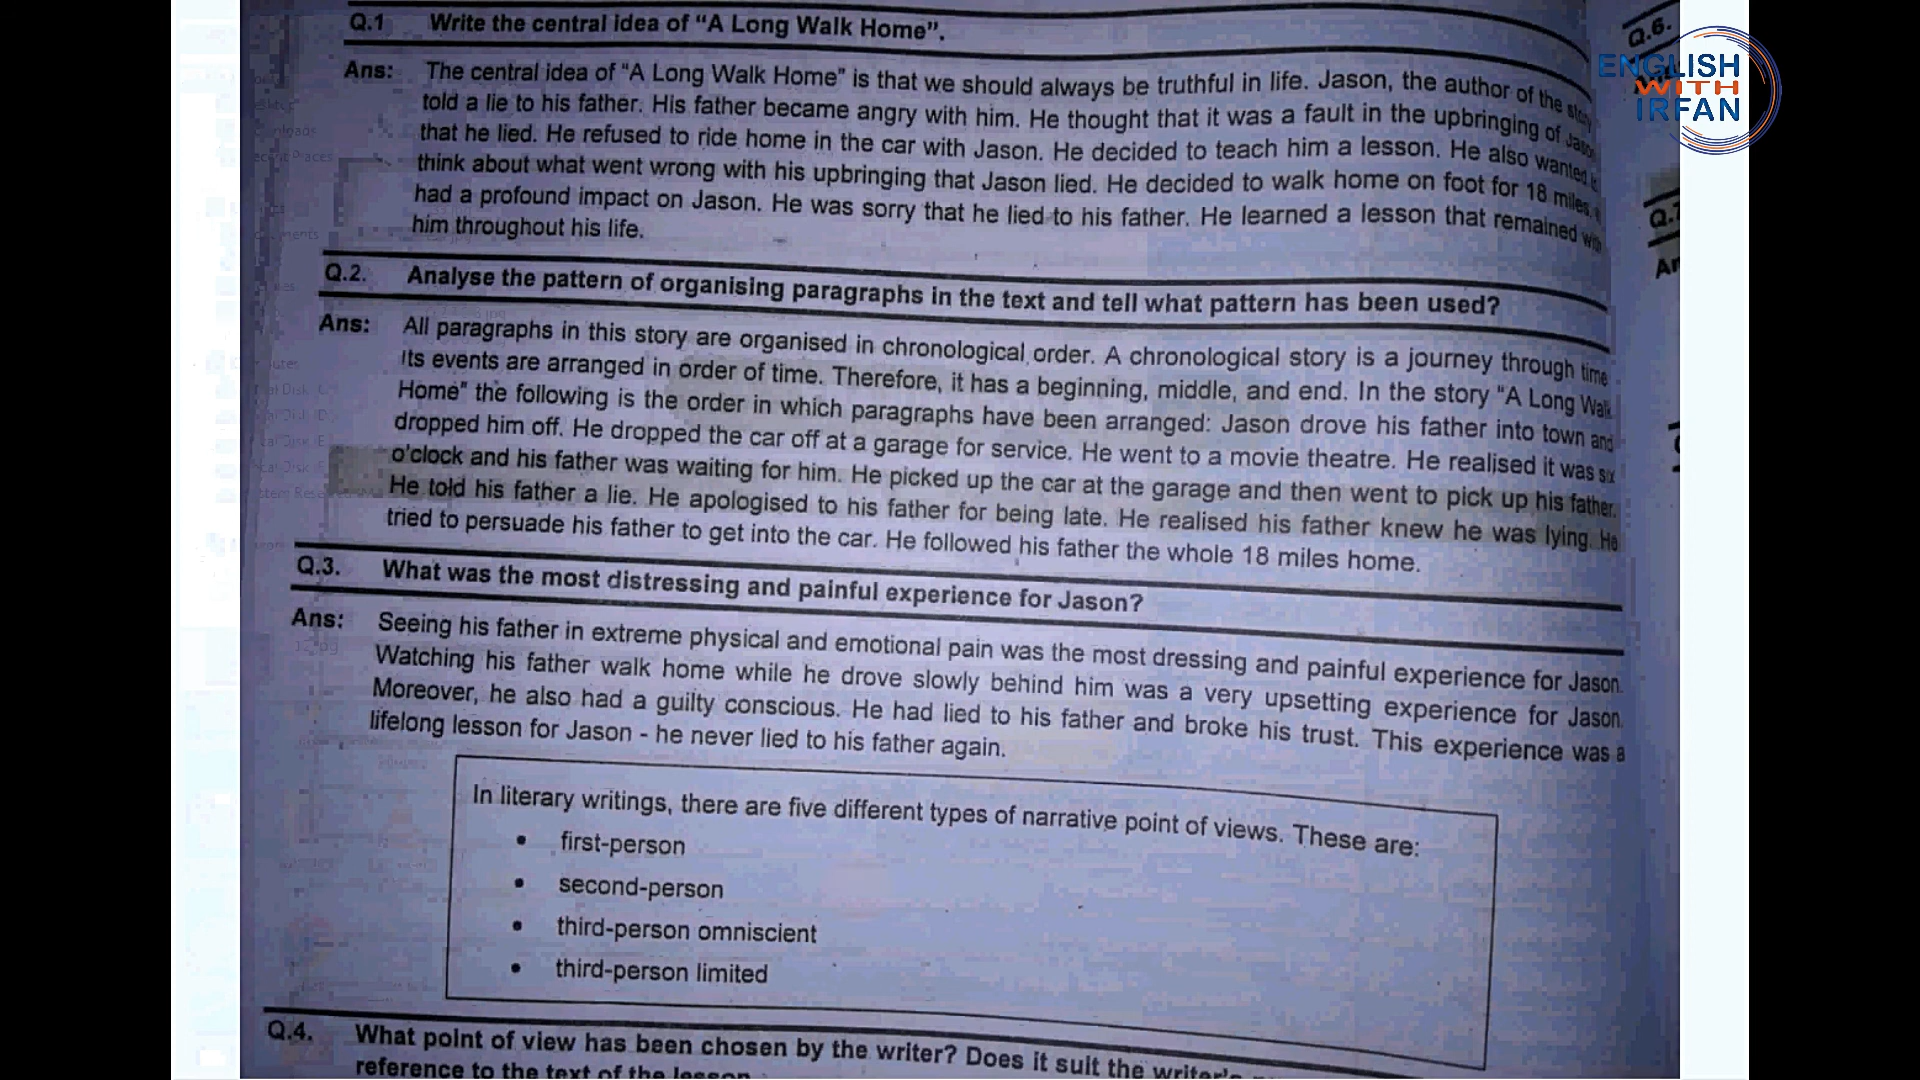 Q.1 Write the central idea of "A Long Walk Home".
Ans: The central idea of "A Long Walk Home" is that we should always be truthful in life. Jason, the author of the story
told a lie to his father. His father became angry with him. He thought that it was a fault in the upbringing of Jason
that he lied. He refused to ride home in the car with Jason. He decided to teach him a lesson. He also wanted
think about what went wrong with his upbringing that Jason lied. He decided to walk home on foot for 18 miles.
had a profound impact on Jason. He was sorry that he lied to his father. He learned a lesson that remained with
him throughout his life.
Q.2. Analyse the pattern of organising paragraphs in the text and tell what pattern has been used?
Ans: All paragraphs in this story are organised in chronological order. A chronological story is a journey through time
Its events are arranged in order of time. Therefore, it has a beginning, middle, and end. In the story "A Long Walk
Home" the following is the order in which paragraphs have been arranged: Jason drove his father into town and
dropped him off. He dropped the car off at a garage for service. He went to a movie theatre. He realised it was six
o'clock and his father was waiting for him. He picked up the car at the garage and then went to pick up his father.
He told his father a lie. He apologised to his father for being late. He realised his father knew he was lying. He
tried to persuade his father to get into the car. He followed his father the whole 18 miles home.
Q.3. What was the most distressing and painful experience for Jason?
Ans: Seeing his father in extreme physical and emotional pain was the most dressing and painful experience for Jason.
Watching his father walk home while he drove slowly behind him was a very upsetting experience for Jason.
Moreover, he also had a guilty conscious. He had lied to his father and broke his trust. This experience was a
lifelong lesson for Jason - he never lied to his father again.
In literary writings, there are five different types of narrative point of views. These are:
• first-person
• second-person
• third-person omniscient
• third-person limited
Q.4. What point of view has been chosen by the writer? Does it suit the writer's
reference to the text of the lesson.
Q.6.
Q.7
An
ENGLISH
WITH
IRFAN